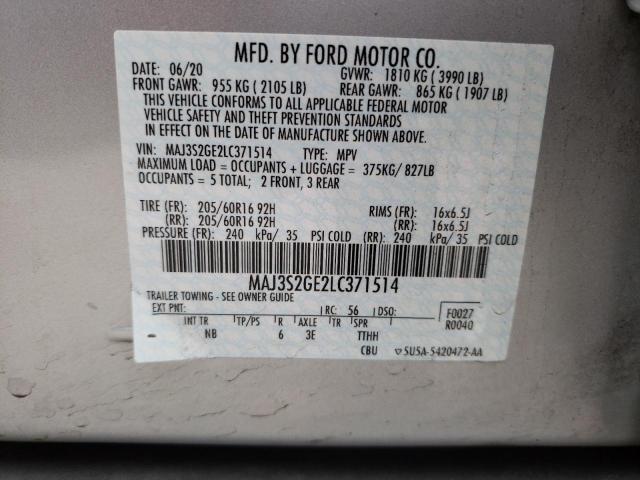 MFD. BY FORD MOTOR CO.
DATE: 06/20 GVWR: 1810 KG ( 3990 LB)
FRONT GAWR: 955 KG ( 2105 LB) REAR GAWR: 865 KG ( 1907 LB)
THIS VEHICLE CONFORMS TO ALL APPLICABLE FEDERAL MOTOR
VEHICLE SAFETY AND THEFT PREVENTION STANDARDS
IN EFFECT ON THE DATE OF MANUFACTURE SHOWN ABOVE.
VIN: MAJ3S2GE2LC371514 TYPE: MPV
MAXIMUM LOAD = OCCUPANTS + LUGGAGE = 375KG/ 827LB
OCCUPANTS = 5 TOTAL; 2 FRONT, 3 REAR
TIRE (FR): 205/60R16 92H RIMS (FR): 16x6.5J
(RR): 205/60R16 92H (RR): 16x6.5J
PRESSURE (FR): 240 kPa/ 35 PSI COLD (RR): 240 kPa/ 35 PSI COLD
MAJ3S2GE2LC371514
TRAILER TOWING - SEE OWNER GUIDE
EXT PNT: RC: 56 DSO: F0027
R0040
INT TR TP/PS R AXLE TR SPR
NB 6 3E TTHH
CBU SU5A-5420472-AA